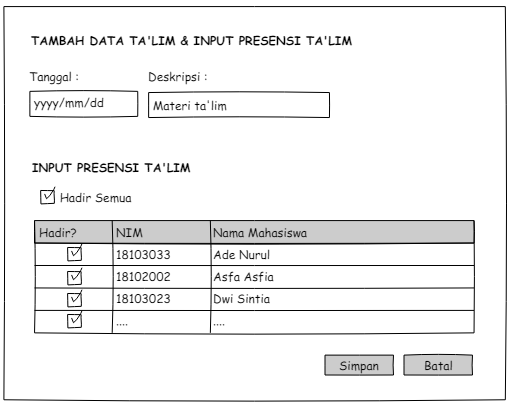 TAMBAH DATA TA'LIM & INPUT PRESENSI TA'LIM
Tanggal : Deskripsi :
yyyy/mm/dd Materi ta'lim
INPUT PRESENSI TA'LIM
Hadir Semua
Hadir? NIM Nama Mahasiswa
18103033 Ade Nurul
18102002 Asfa Asfia
18103023 Dwi Sintia
.... ....
Simpan Batal